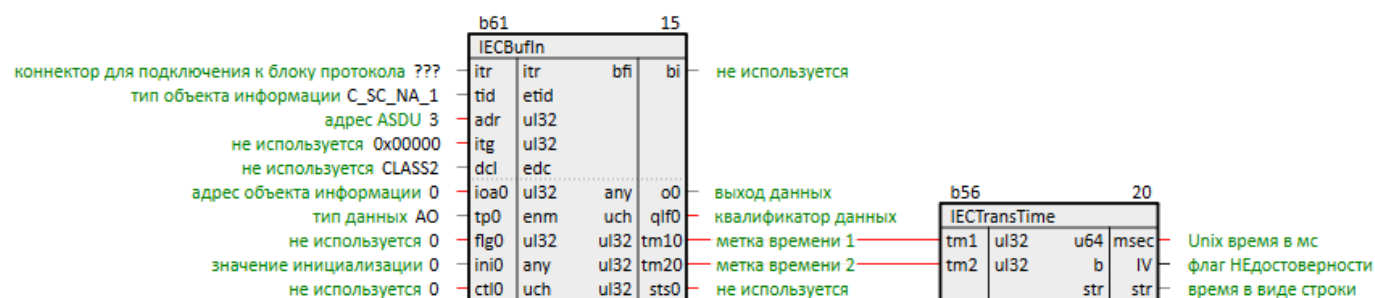 b61 15
IECBufIn
коннектор для подключения к блоку протокола ??? itr itr bfi bi не используется
тип объекта информации C_SC_NA_1 tid etid
адрес ASDU 3 adr ul32
не используется 0x00000 itg ul32
не используется CLASS2 dcl edc
адрес объекта информации 0 ioa0 ul32 any o0 выход данных b56 20
тип данных AO tp0 enm uch qlf0 квалификатор данных IECTransTime
не используется 0 flg0 ul32 ul32 tm10 метка времени 1 tm1 ul32 u64 msec Unix время в мс
значение инициализации 0 ini0 any ul32 tm20 метка времени 2 tm2 ul32 b IV флаг НЕдостоверности
не используется 0 ctl0 uch ul32 sts0 не используется str str время в виде строки